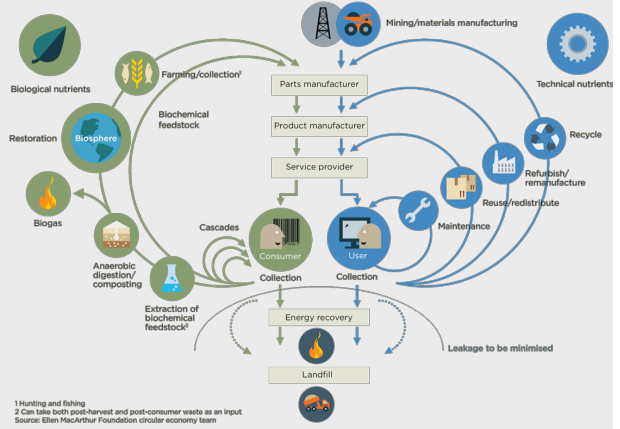 Mining/materials manufacturing
Biological nutrients
Farming/collection¹
Technical nutrients
Parts manufacturer
Biochemical
feedstock
Product manufacturer
Restoration
Biosphere
Recycle
Service provider
Refurbish/
remanufacture
Reuse/redistribute
Biogas
Cascades
Maintenance
Consumer
User
Anaerobic
digestion/
composting
Collection
Collection
Extraction of
biochemical
feedstock²
Energy recovery
Leakage to be minimised
Landfill
1 Hunting and fishing
2 Can take both post-harvest and post-consumer waste as an input
Source: Ellen MacArthur Foundation circular economy team